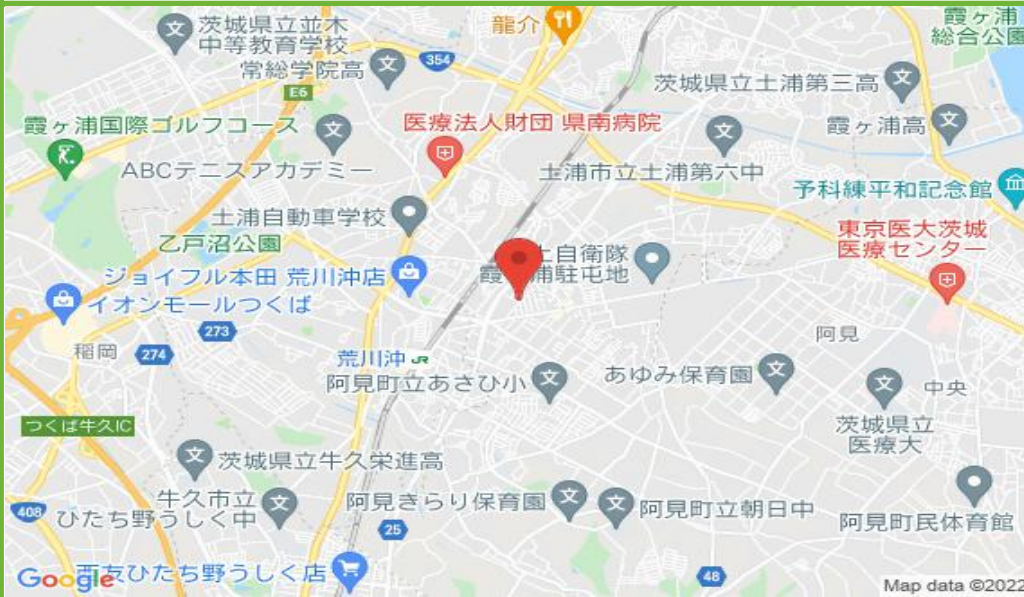 茨城県立並木
中等教育学校
龍介
霞ヶ浦
総合公園
354
常総学院高
茨城県立土浦第三高
E6
霞ヶ浦国際ゴルフコース
医療法人財団 県南病院
霞ヶ浦高
ABCテニスアカデミー
土浦市立土浦第六中
予科練平和記念館
土浦自動車学校
東京医大茨城
医療センター
乙戸沼公園
土自衛隊
霞 浦駐屯地
ジョイフル本田 荒川沖店
イオンモールつくば
273
稲岡
274
阿見
荒川沖 JR
阿見町立あさひ小
あゆみ保育園
中央
つくば牛久IC
茨城県立
医療大
茨城県立牛久栄進高
牛久市立
ひたち野うしく中
阿見きらり保育園
阿見町立朝日中
408
25
阿見町民体育館
Google
西友ひたち野うしく店
48
Map data ©2022